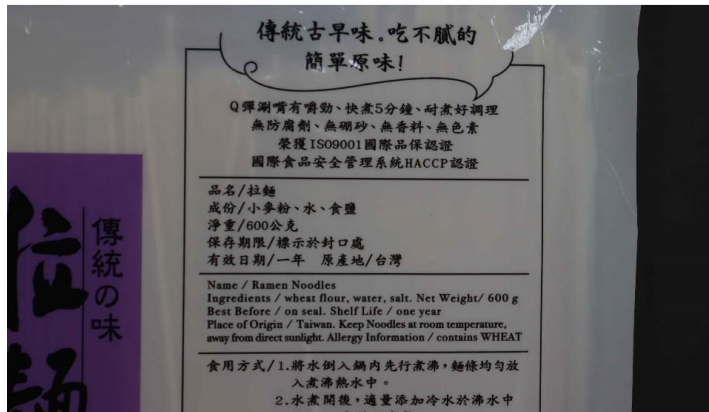 傳統古早味。吃不膩的
簡單原味!
Q彈涮嘴有嚼勁、快煮5分鐘、耐煮好調理
無防腐劑、無硼砂、無香料、無色素
榮獲ISO9001國際品保認證
國際食品安全管理系統HACCP認證
品名/拉麵
成份/小麥粉、水、食鹽
淨重/600公克
保存期限/標示於封口處
有效日期/一年 原產地/台灣
Name / Ramen Noodles
Ingredients / wheat flour, water, salt. Net Weight/ 600 g
Best Before / on seal. Shelf Life / one year
Place of Origin / Taiwan. Keep Noodles at room temperature,
away from direct sunlight. Allergy Information / contains WHEAT
食用方式/1.將水倒入鍋內先行煮沸，麵條均勻放
入煮沸熱水中。
2.水煮開後，適量添加冷水於沸水中
拉麵
傳統の味